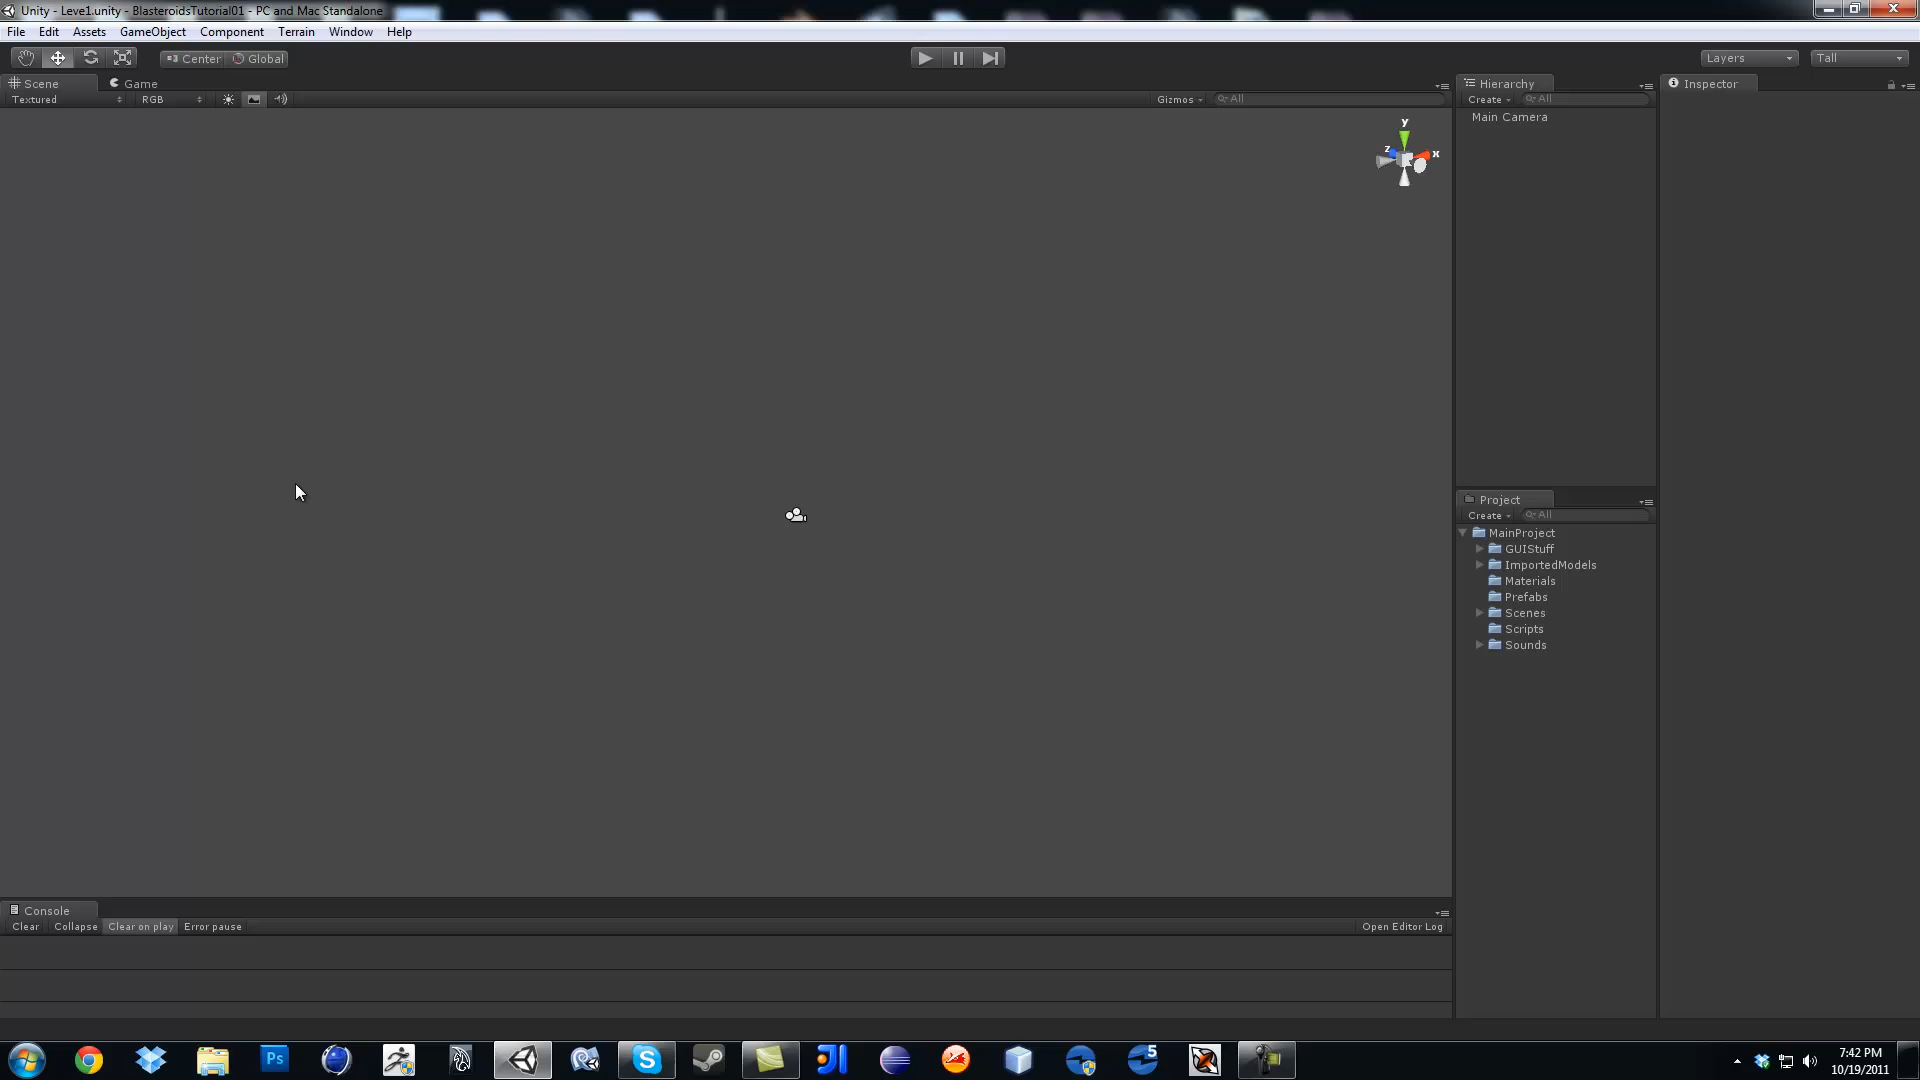 Unity - Leve1.unity - BlasteroidsTutorial01 - PC and Mac Standalone
File Edit Assets GameObject Component Terrain Window Help
Center Global Layers Tall
Scene Game
Textured RGB Gizmos All
Hierarchy
Create All
Main Camera
Inspector
y
z x
Project
Create All
MainProject
GUIStuff
ImportedModels
Materials
Prefabs
Scenes
Scripts
Sounds
Console
Clear Collapse Clear on play Error pause Open Editor Log
Ps
S
5
7:42 PM
10/19/2011